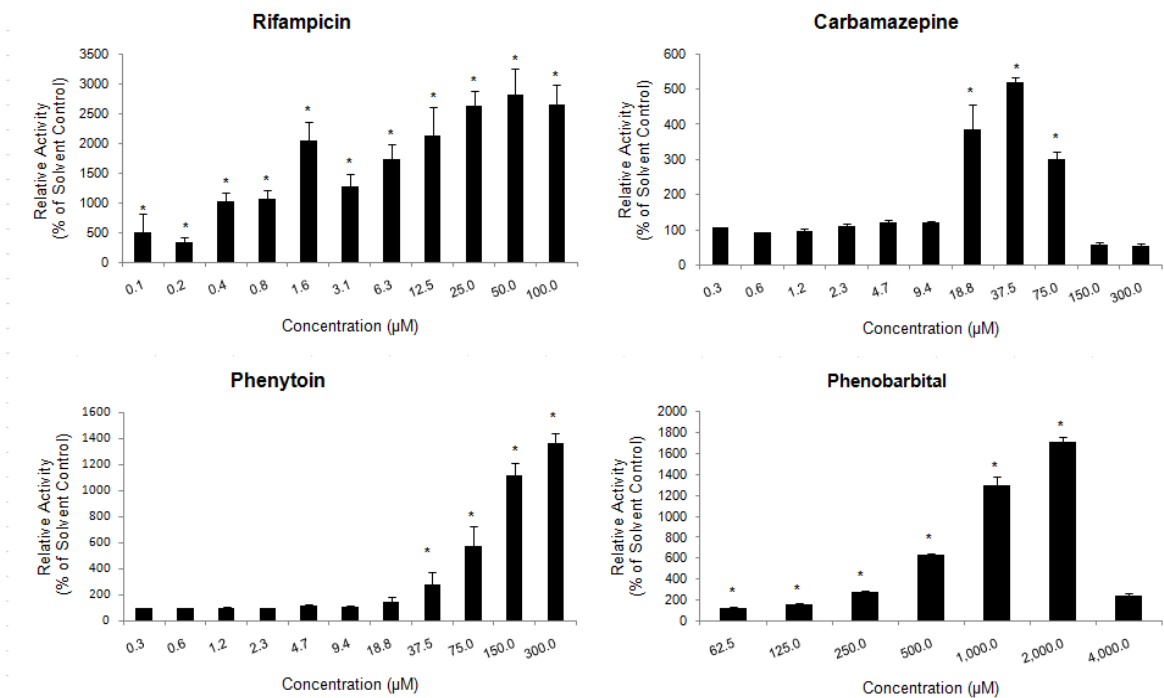 Rifampicin
Relative Activity
(% of Solvent Control)
3500
3000
2500
2000
1500
1000
500
0
* * * * * * * * * * *
0.1 0.2 0.4 0.8 1.6 3.1 6.3 12.5 25.0 50.0 100.0
Concentration (µM)
Carbamazepine
Relative Activity
(% of Solvent Control)
600
500
400
300
200
100
0
* * *
0.3 0.6 1.2 2.3 4.7 9.4 18.8 37.5 75.0 150.0 300.0
Concentration (µM)
Phenytoin
Relative Activity
(% of Solvent Control)
1600
1400
1200
1000
800
600
400
200
0
* * * *
0.3 0.6 1.2 2.3 4.7 9.4 18.8 37.5 75.0 150.0 300.0
Concentration (µM)
Phenobarbital
Relative Activity
(% of Solvent Control)
2000
1800
1600
1400
1200
1000
800
600
400
200
0
* * * * * *
62.5 125.0 250.0 500.0 1,000.0 2,000.0 4,000.0
Concentration (µM)